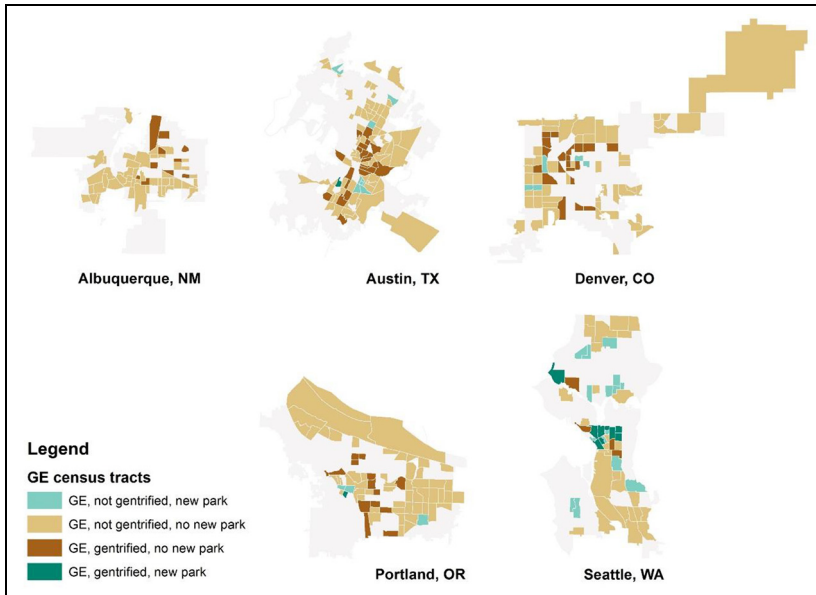 Albuquerque, NM
Austin, TX
Denver, CO
Legend
GE census tracts
GE, not gentrified, new park
GE, not gentrified, no new park
GE, gentrified, no new park
GE, gentrified, new park
Portland, OR
Seattle, WA